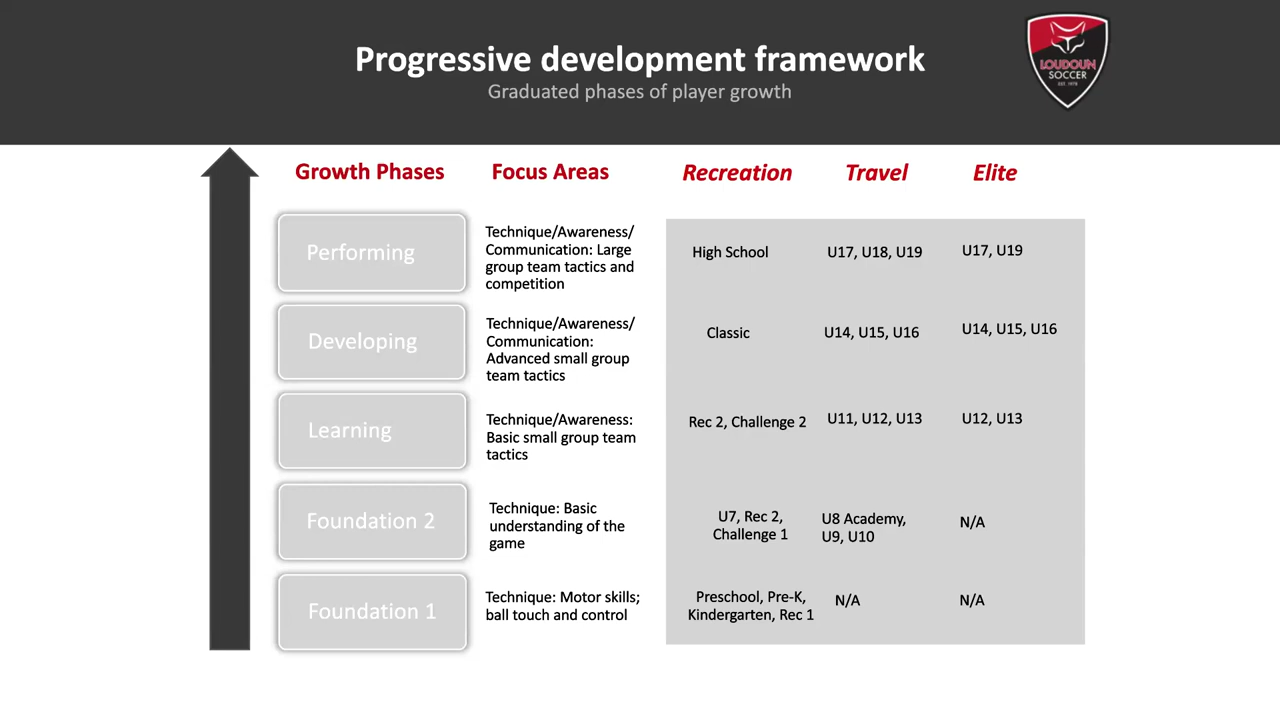 Progressive development framework
Graduated phases of player growth
LOUDOUN
SOCCER
EST. 1978
Growth Phases
Focus Areas
Recreation
Travel
Elite
Performing
Technique/Awareness/
Communication: Large
group team tactics and
competition
High School
U17, U18, U19
U17, U19
Developing
Technique/Awareness/
Communication:
Advanced small group
team tactics
Classic
U14, U15, U16
U14, U15, U16
Learning
Technique/Awareness:
Basic small group team
tactics
Rec 2, Challenge 2
U11, U12, U13
U12, U13
Foundation 2
Technique: Basic
understanding of the
game
U7, Rec 2,
Challenge 1
U8 Academy,
U9, U10
N/A
Foundation 1
Technique: Motor skills;
ball touch and control
Preschool, Pre-K,
Kindergarten, Rec 1
N/A
N/A